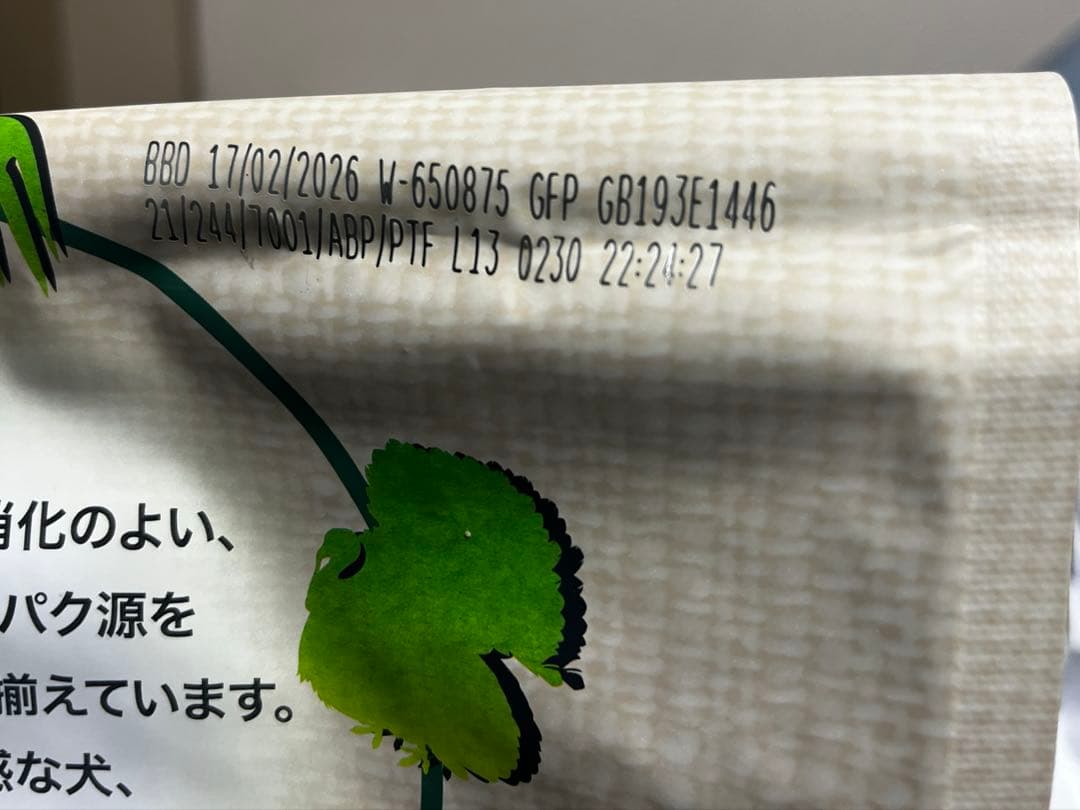 BBD 17/02/2026 W-650875 GFP GB193E1446
21/244/7001/ABP/PTF L13 0230 22:24:27
消化のよい、
パク源を
揃えています。
な犬、